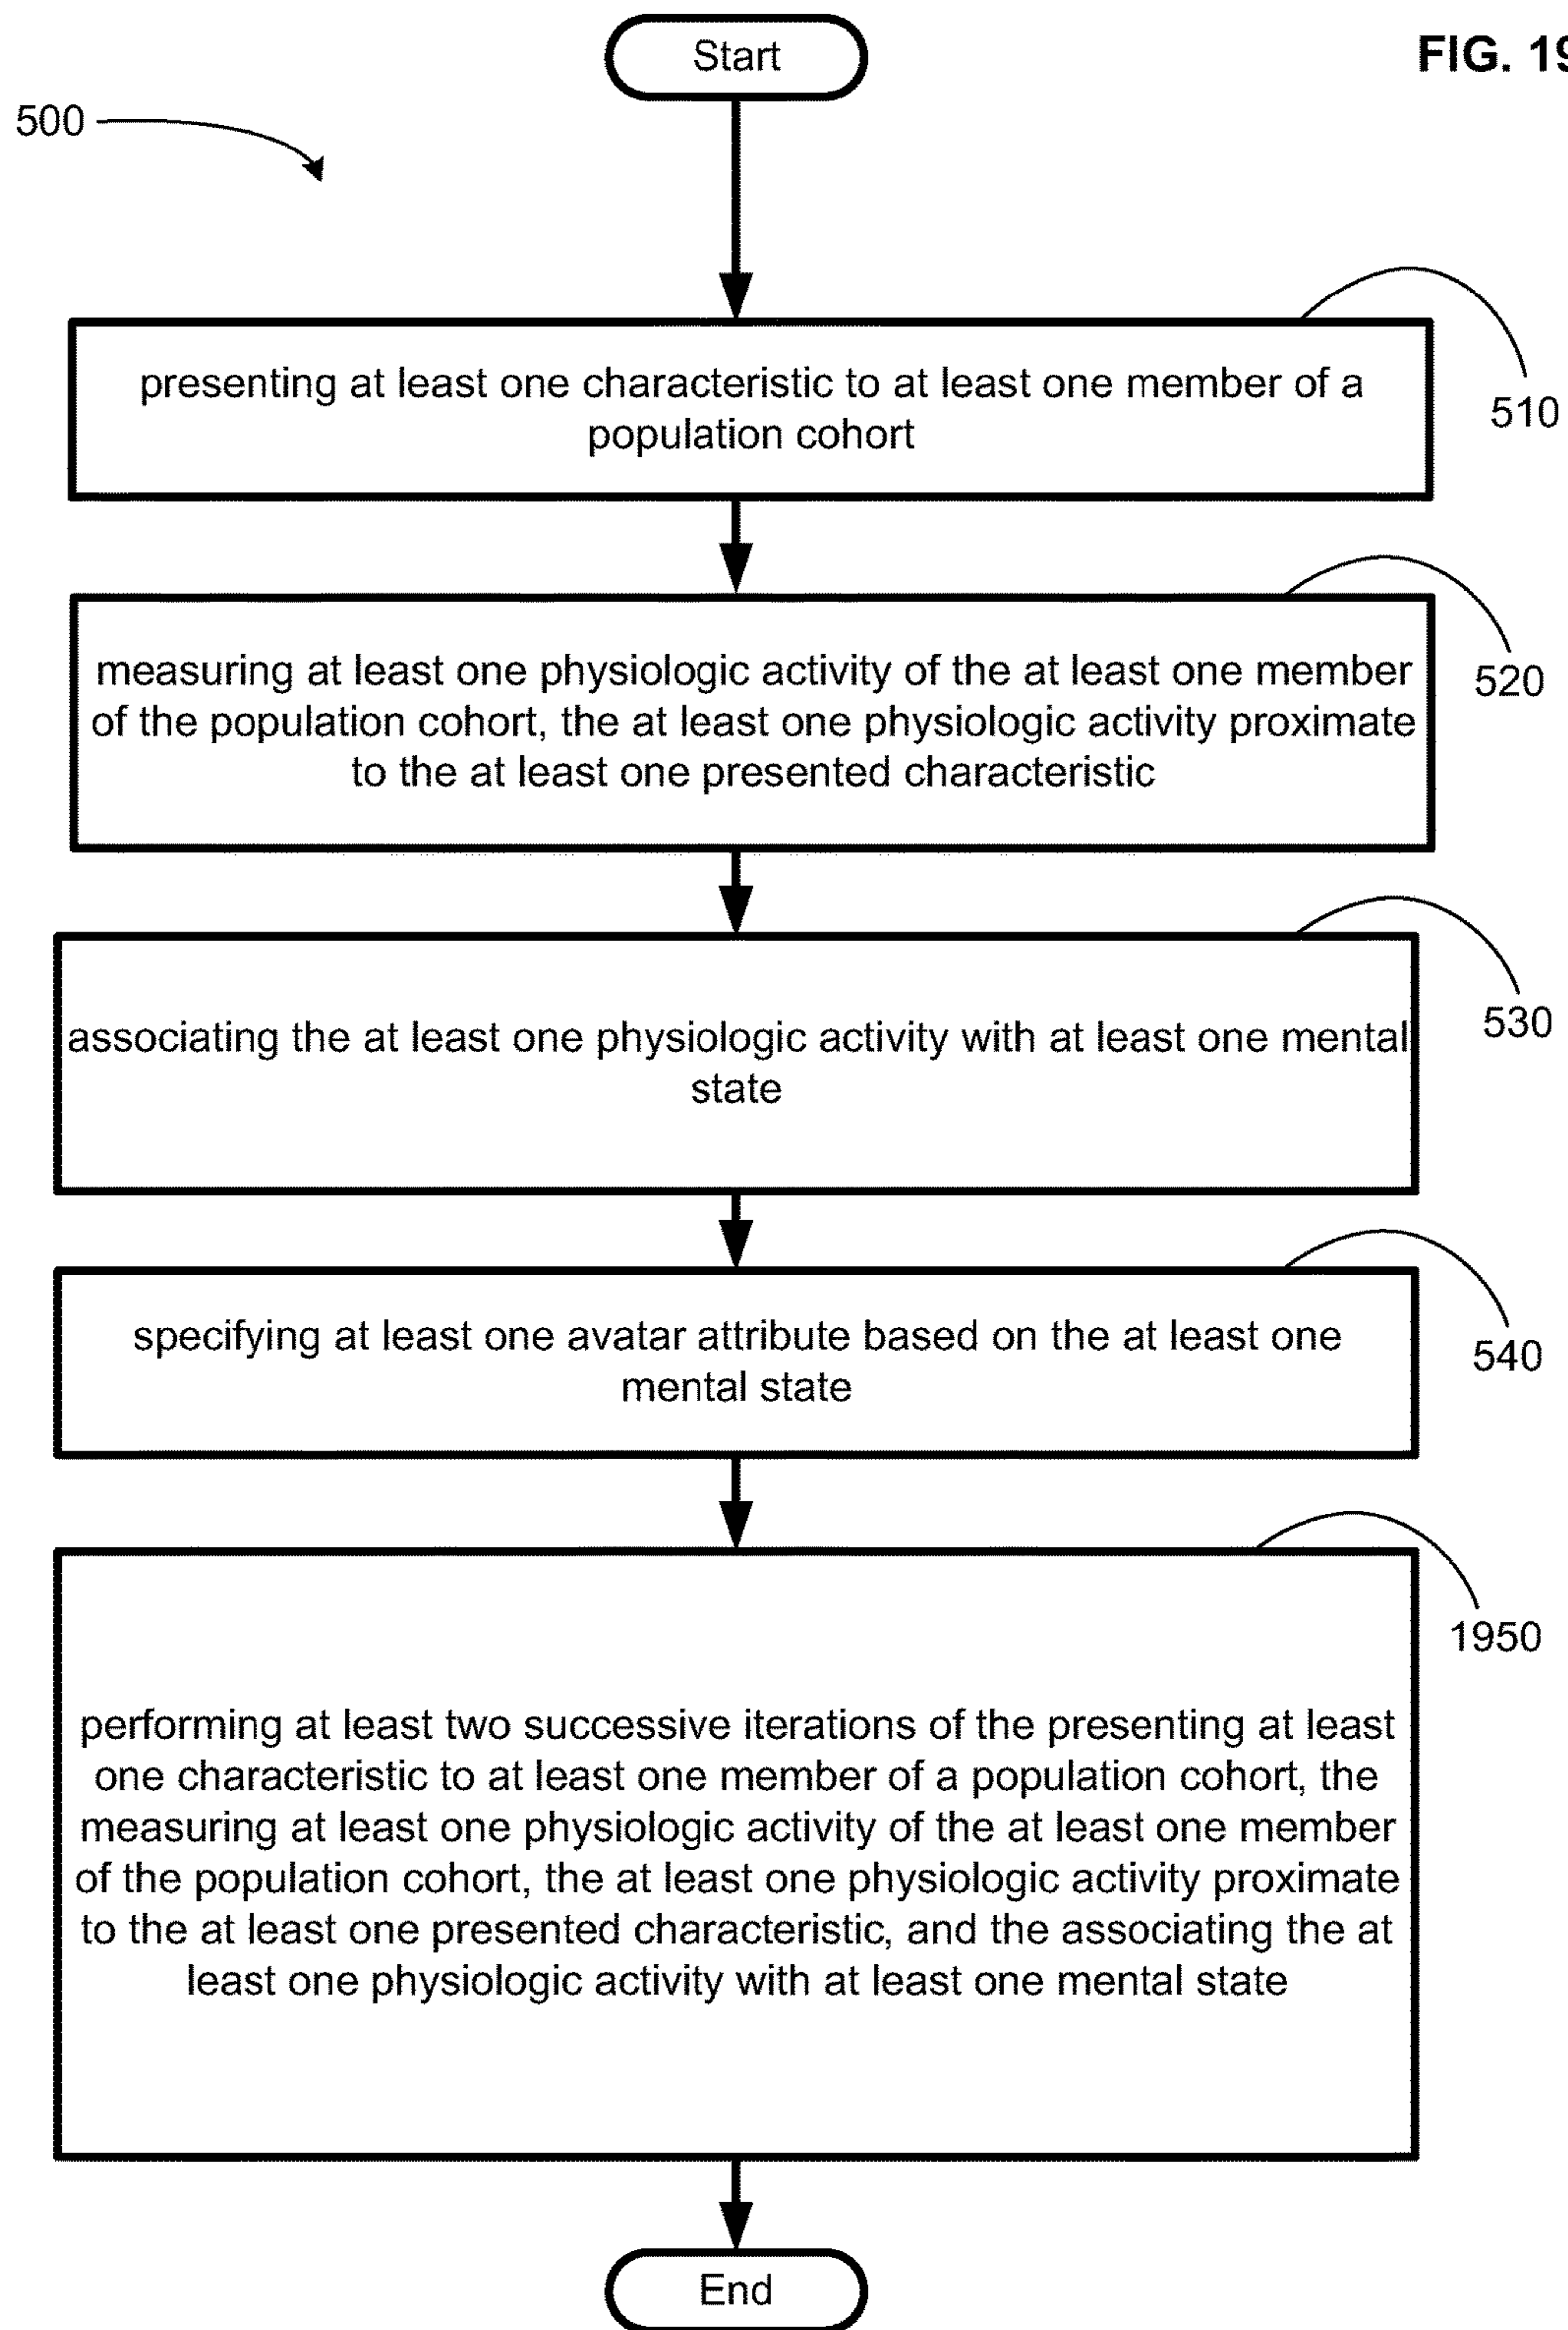 Start
FIG. 19
500
presenting at least one characteristic to at least one member of a
population cohort
510
measuring at least one physiologic activity of the at least one member
of the population cohort, the at least one physiologic activity proximate
to the at least one presented characteristic
520
associating the at least one physiologic activity with at least one mental
state
530
specifying at least one avatar attribute based on the at least one
mental state
540
performing at least two successive iterations of the presenting at least
one characteristic to at least one member of a population cohort, the
measuring at least one physiologic activity of the at least one member
of the population cohort, the at least one physiologic activity proximate
to the at least one presented characteristic, and the associating the at
least one physiologic activity with at least one mental state
1950
End